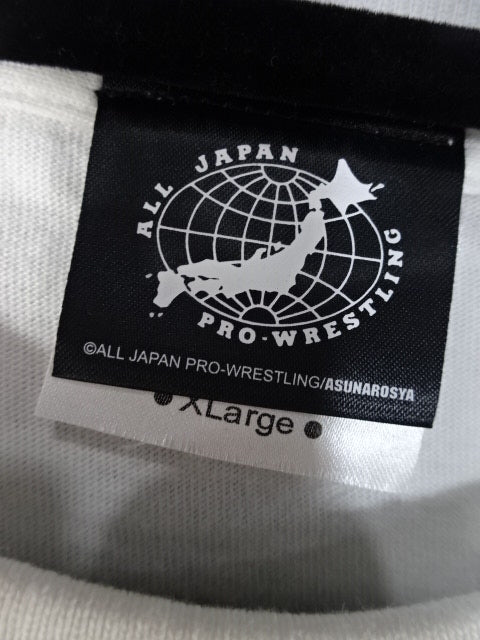 ALL JAPAN
PRO-WRESTLING
©ALL JAPAN PRO-WRESTLING/ASUNAROSYA
• XLarge •